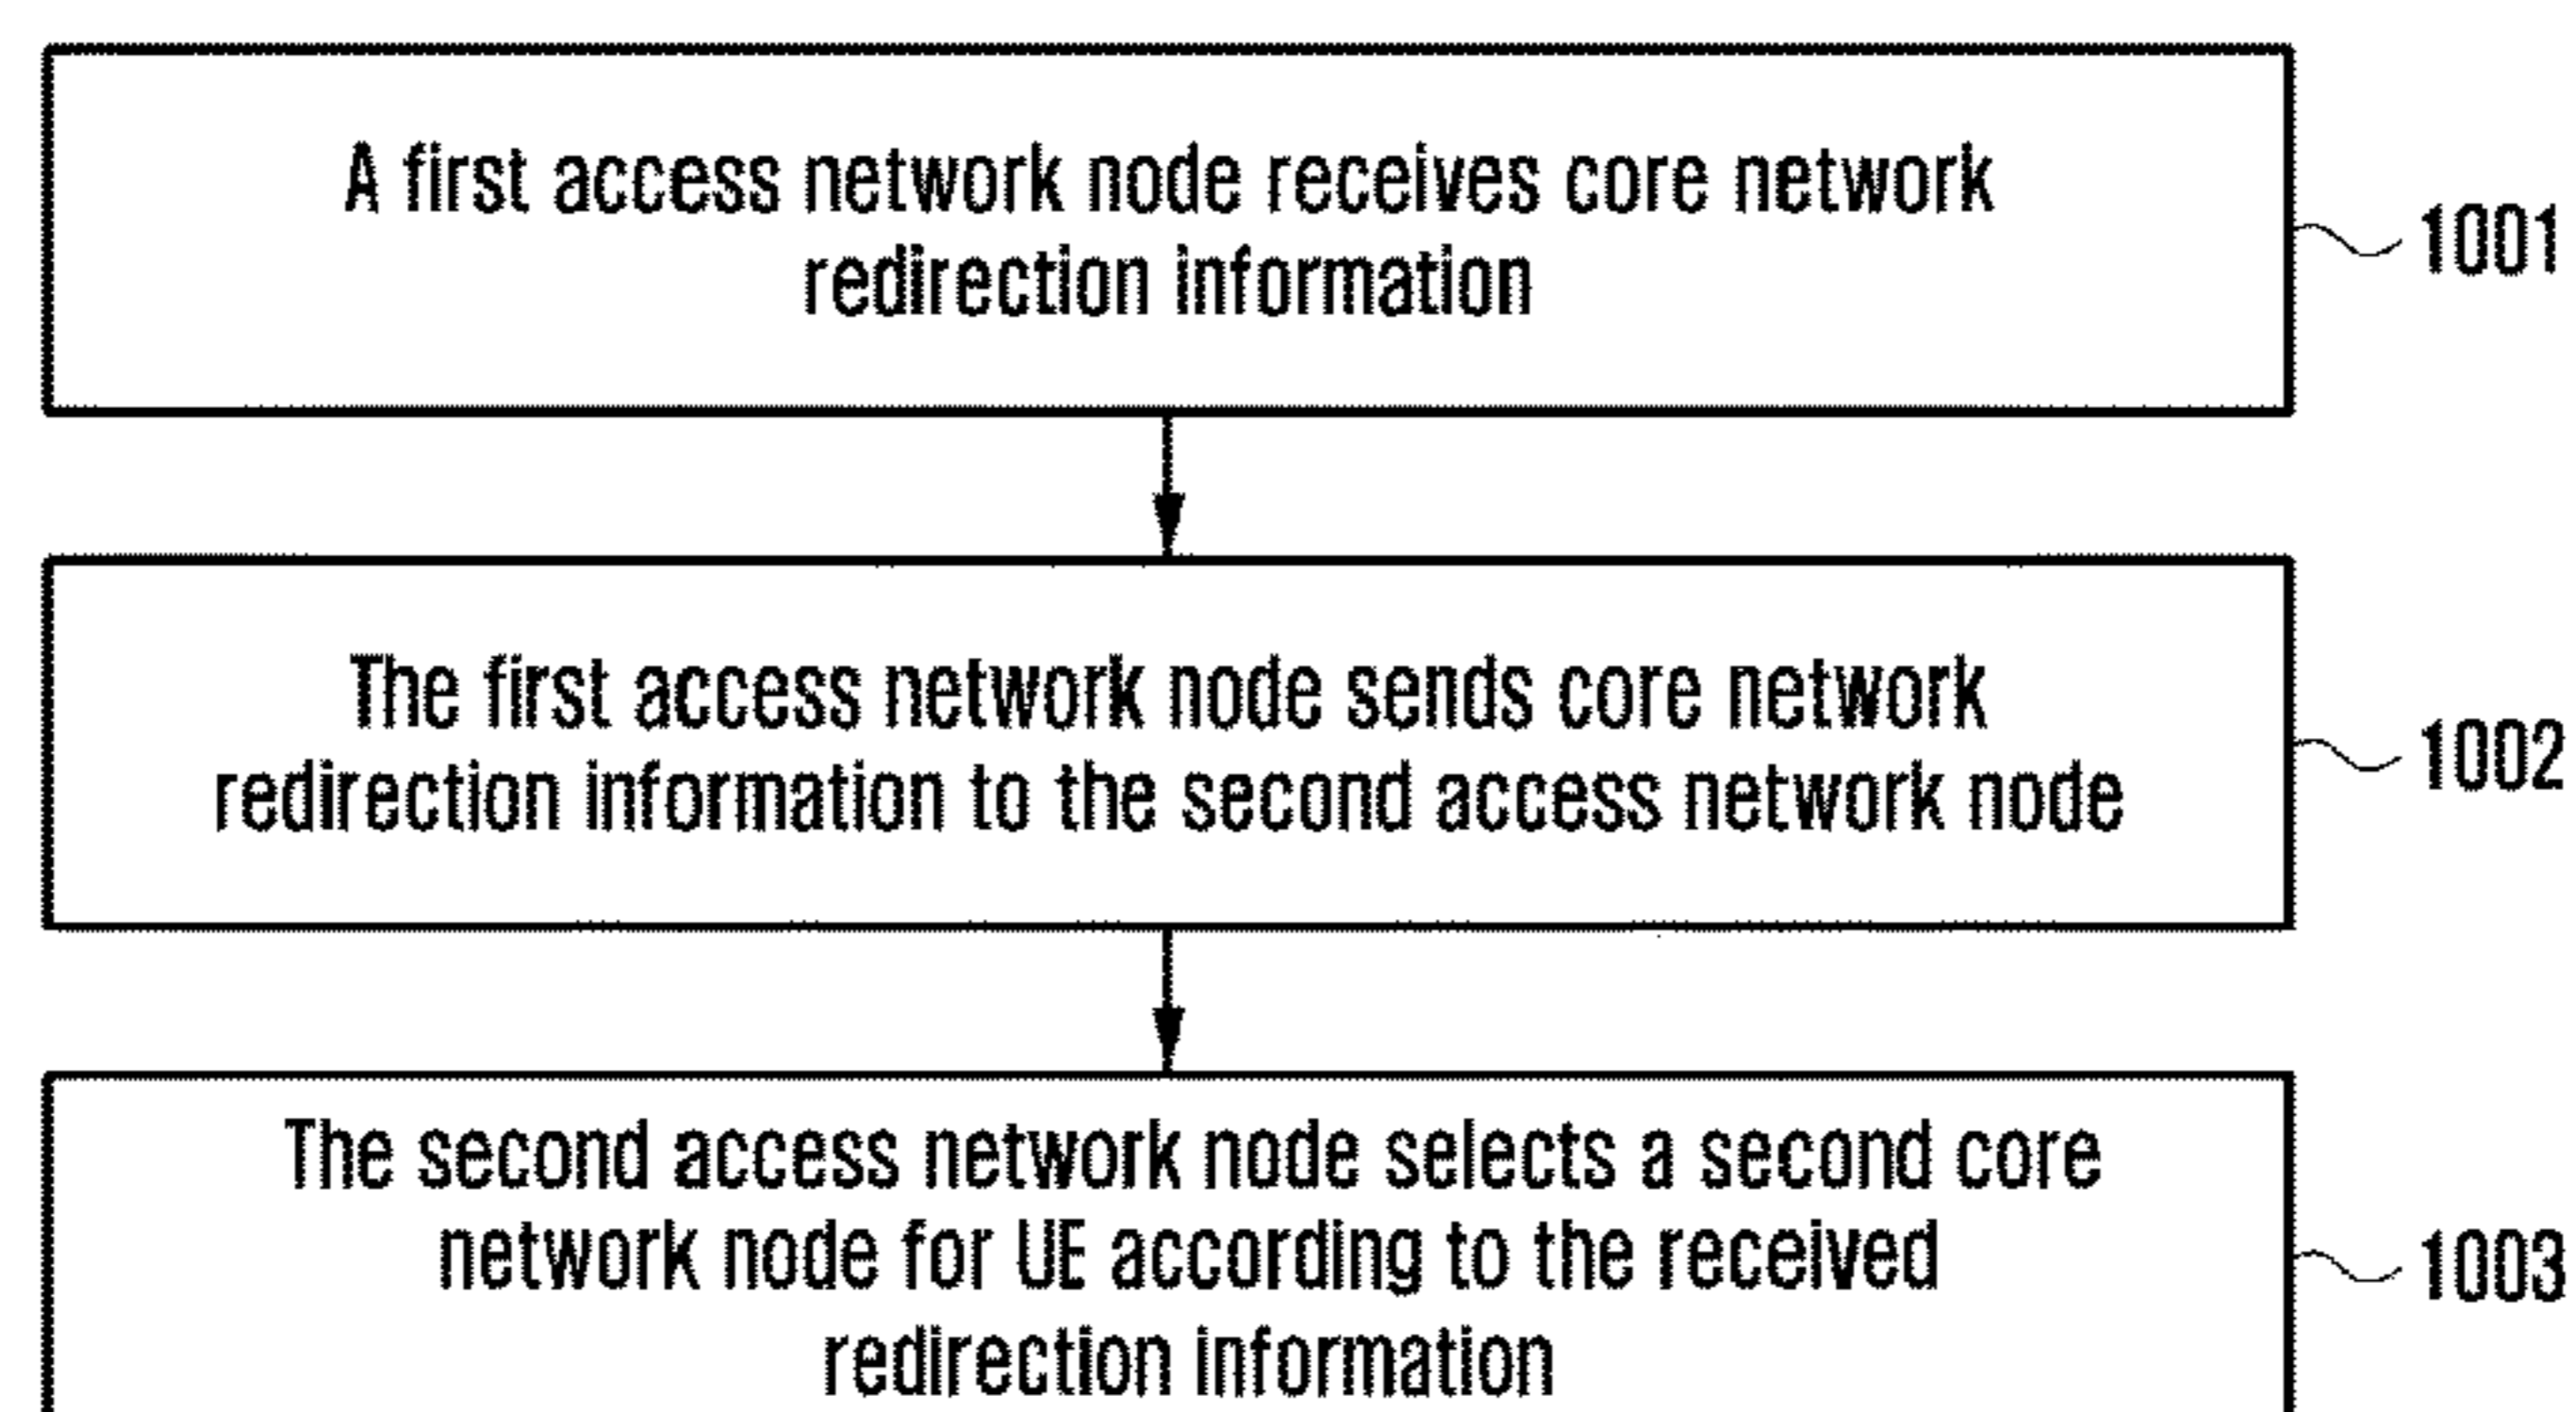 A first access network node receives core network
redirection information
1001
The first access network node sends core network
redirection information to the second access network node
1002
The second access network node selects a second core
network node for UE according to the received
redirection information
1003